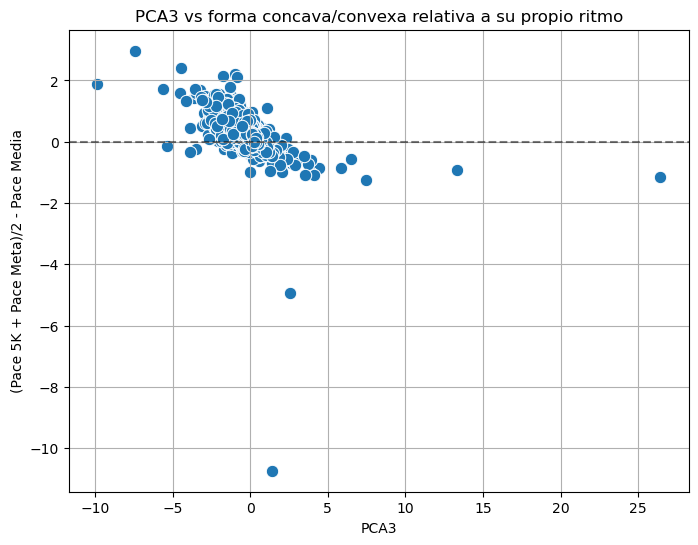 PCA3 vs forma concava/convexa relativa a su propio ritmo
(Pace 5K + Pace Meta)/2 - Pace Media
2
0
−2
−4
−6
−8
−10
−10 −5 0 5 10 15 20 25
PCA3